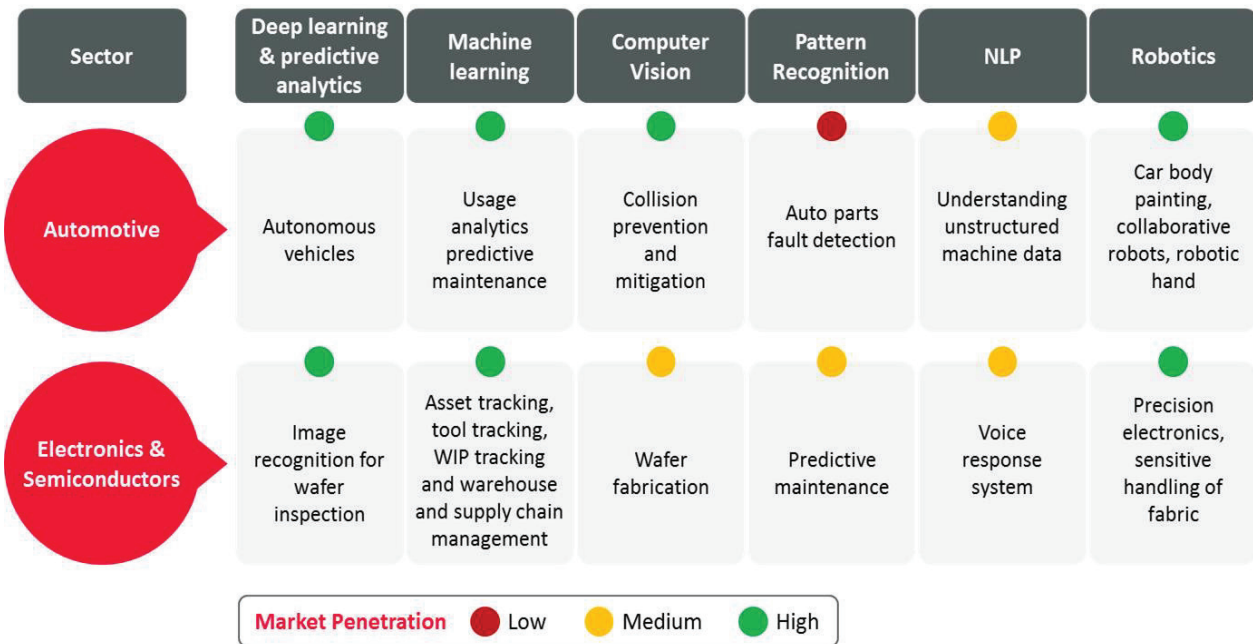 Sector
Deep learning
& predictive
analytics
Machine
learning
Computer
Vision
Pattern
Recognition
NLP
Robotics
Automotive
Autonomous
vehicles
Usage
analytics
predictive
maintenance
Collision
prevention
and
mitigation
Auto parts
fault detection
Understanding
unstructured
machine data
Car body
painting,
collaborative
robots, robotic
hand
Electronics &
Semiconductors
Image
recognition for
wafer
inspection
Asset tracking,
tool tracking,
WIP tracking
and warehouse
and supply chain
management
Wafer
fabrication
Predictive
maintenance
Voice
response
system
Precision
electronics,
sensitive
handling of
fabric
Market Penetration Low Medium High